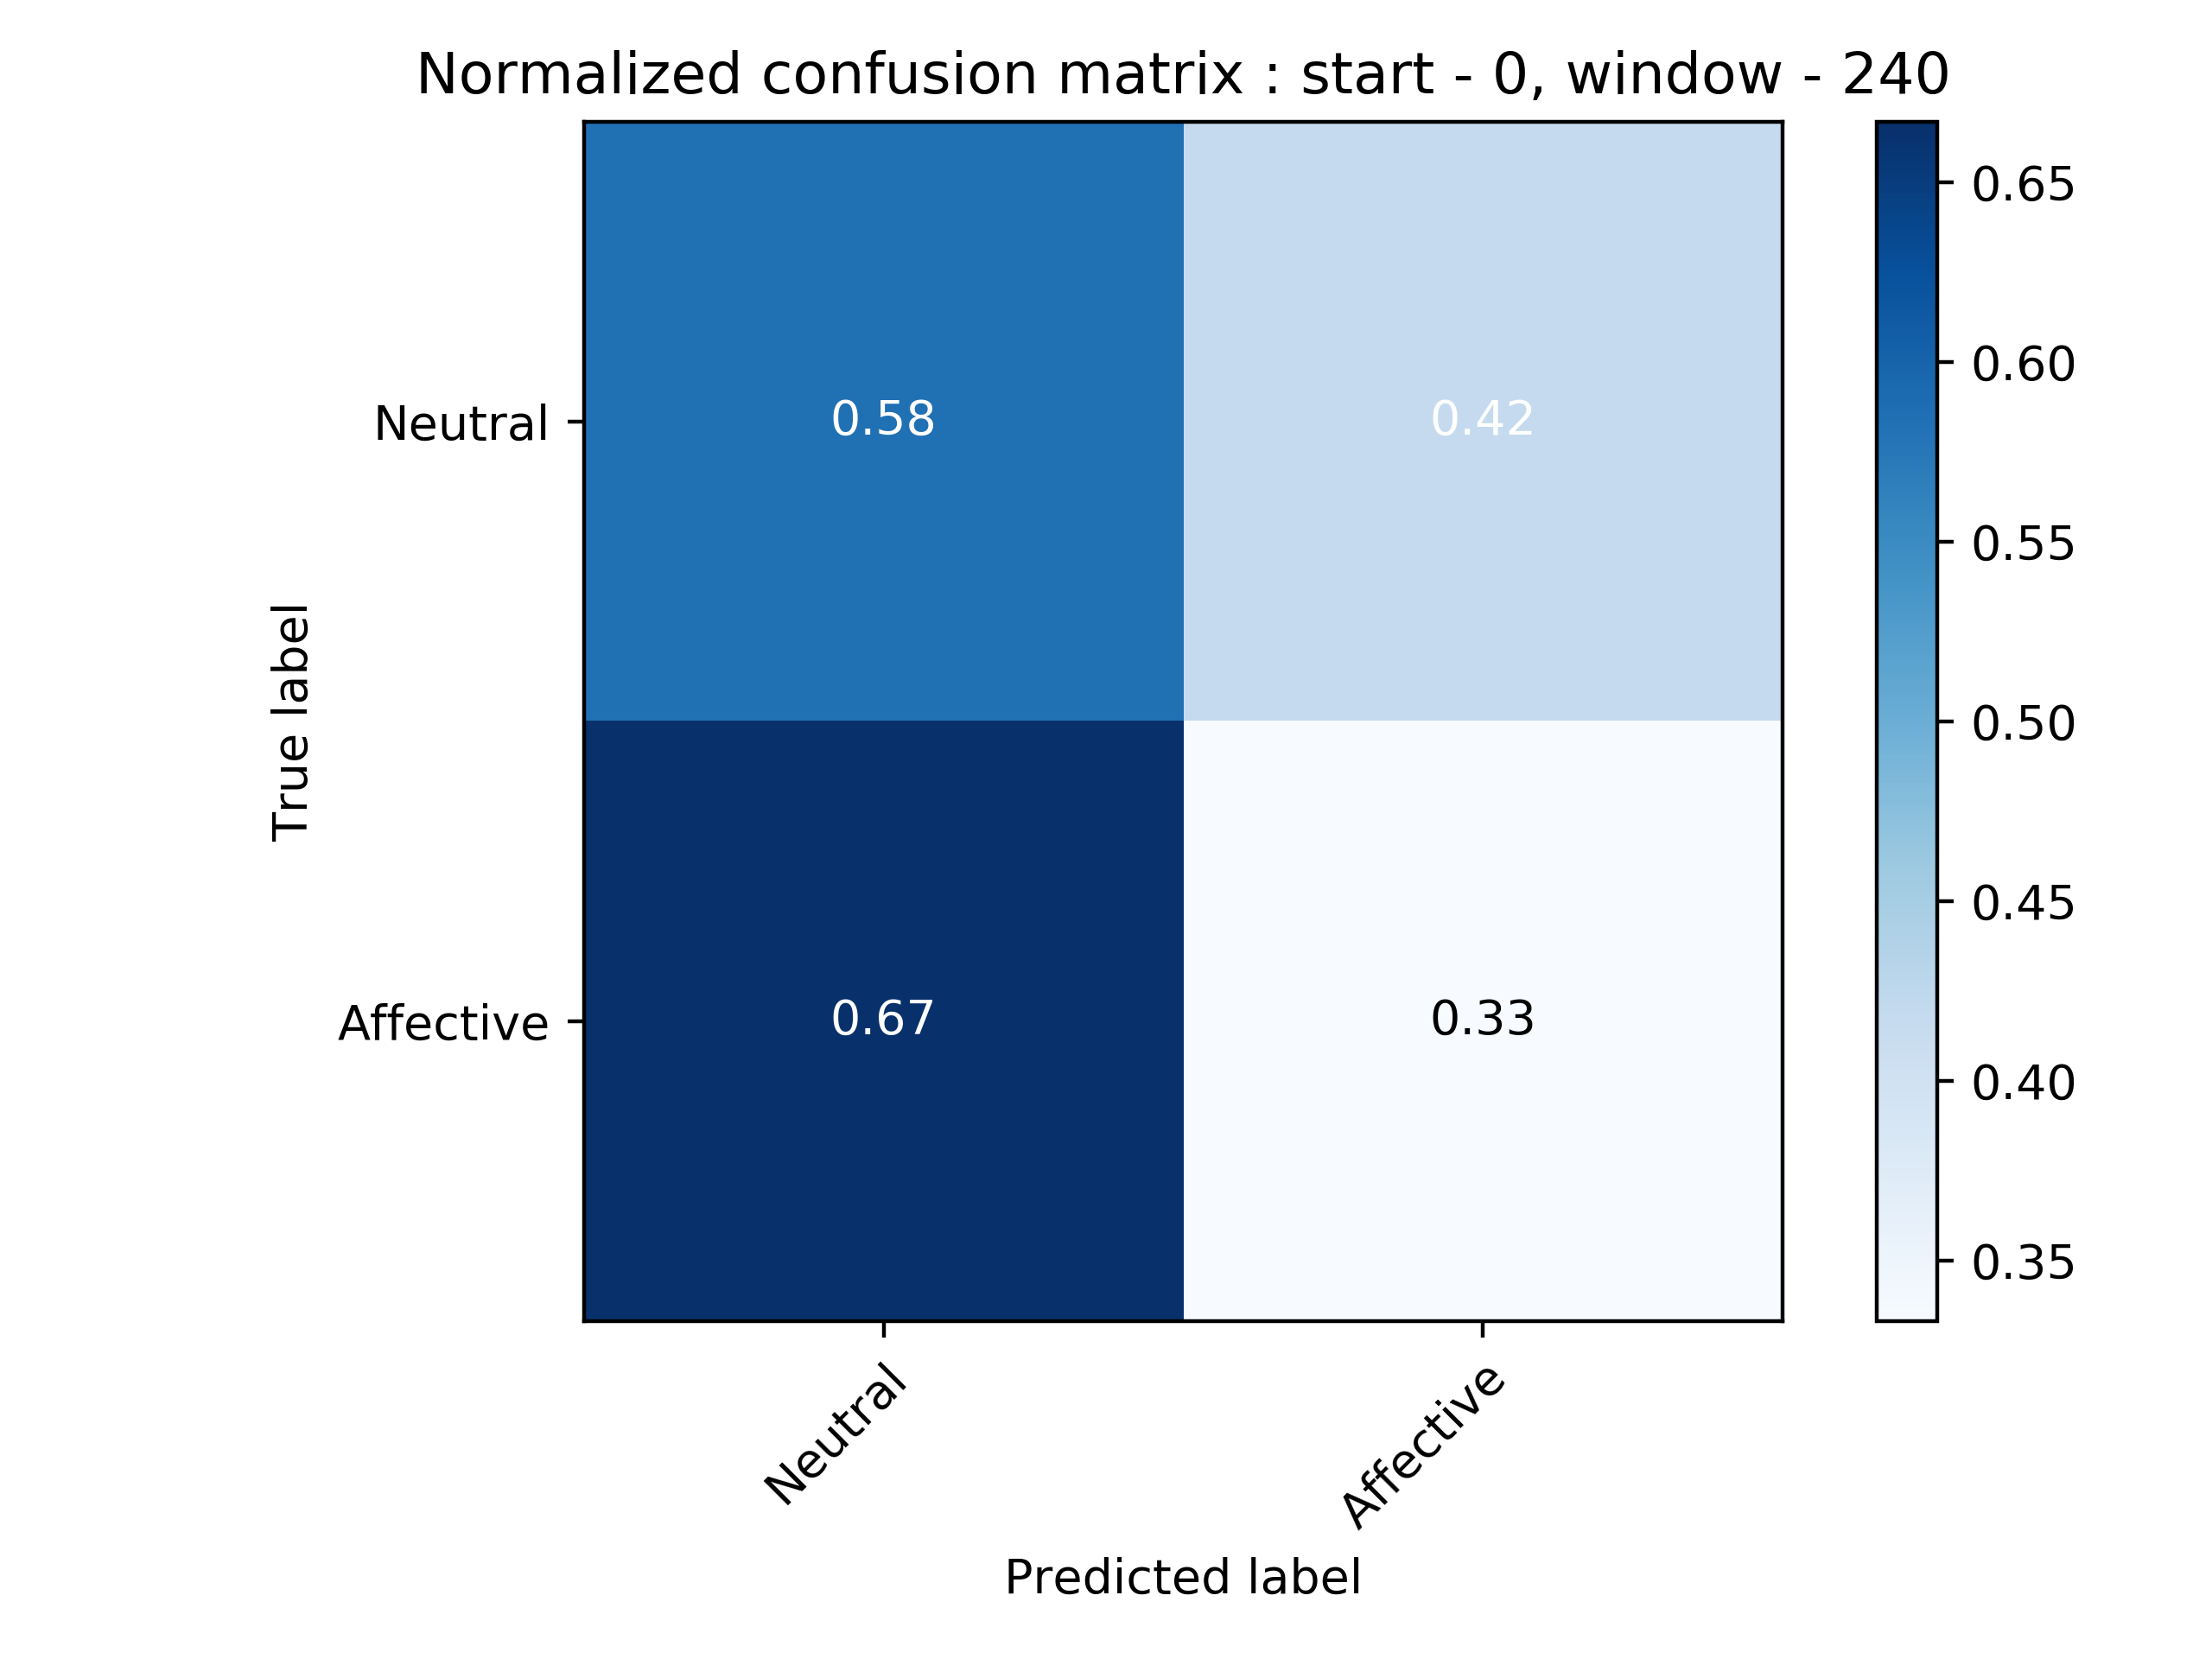 Normalized confusion matrix : start - 0, window - 240
0.65
0.60
0.55
0.50
0.45
0.40
0.35
True label
Neutral
0.58
0.42
Affective
0.67
0.33
Neutral
Affective
Predicted label